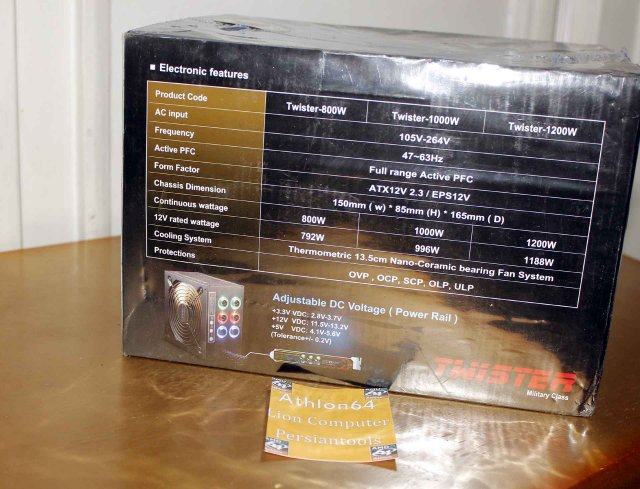 ■ Electronic features
Product Code Twister-800W Twister-1000W Twister-1200W
AC input 105V-264V
Frequency 47~63Hz
Active PFC Full range Active PFC
Form Factor ATX12V 2.3 / EPS12V
Chassis Dimension 150mm ( w) * 85mm (H) * 165mm ( D)
Continuous wattage 800W 1000W 1200W
12V rated wattage 792W 996W 1188W
Cooling System Thermometric 13.5cm Nano-Ceramic bearing Fan System
Protections OVP , OCP, SCP, OLP, ULP
Adjustable DC Voltage ( Power Rail )
+3.3V VDC: 2.8V-3.7V
+12V VDC: 11.5V-13.2V
+5V VDC: 4.1V-5.6V
(Tolerance+/- 0.2V)
TWISTER
Military Class
Athlon64
Lion Computer
Persiantools